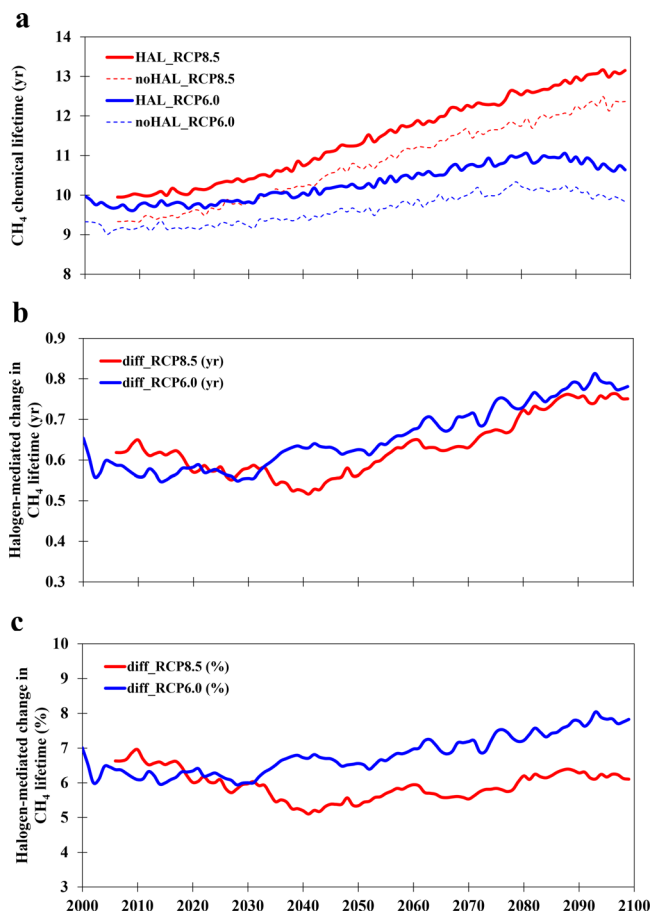 a
14
13
12
11
10
9
8
CH₄ chemical lifetime (yr)
HAL_RCP8.5
noHAL_RCP8.5
HAL_RCP6.0
noHAL_RCP6.0
b
0.9
0.8
0.7
0.6
0.5
0.4
0.3
Halogen-mediated change in
CH₄ lifetime (yr)
diff_RCP8.5 (yr)
diff_RCP6.0 (yr)
c
10
9
8
7
6
5
4
3
Halogen-mediated change in
CH₄ lifetime (%)
diff_RCP8.5 (%)
diff_RCP6.0 (%)
2000 2010 2020 2030 2040 2050 2060 2070 2080 2090 2100